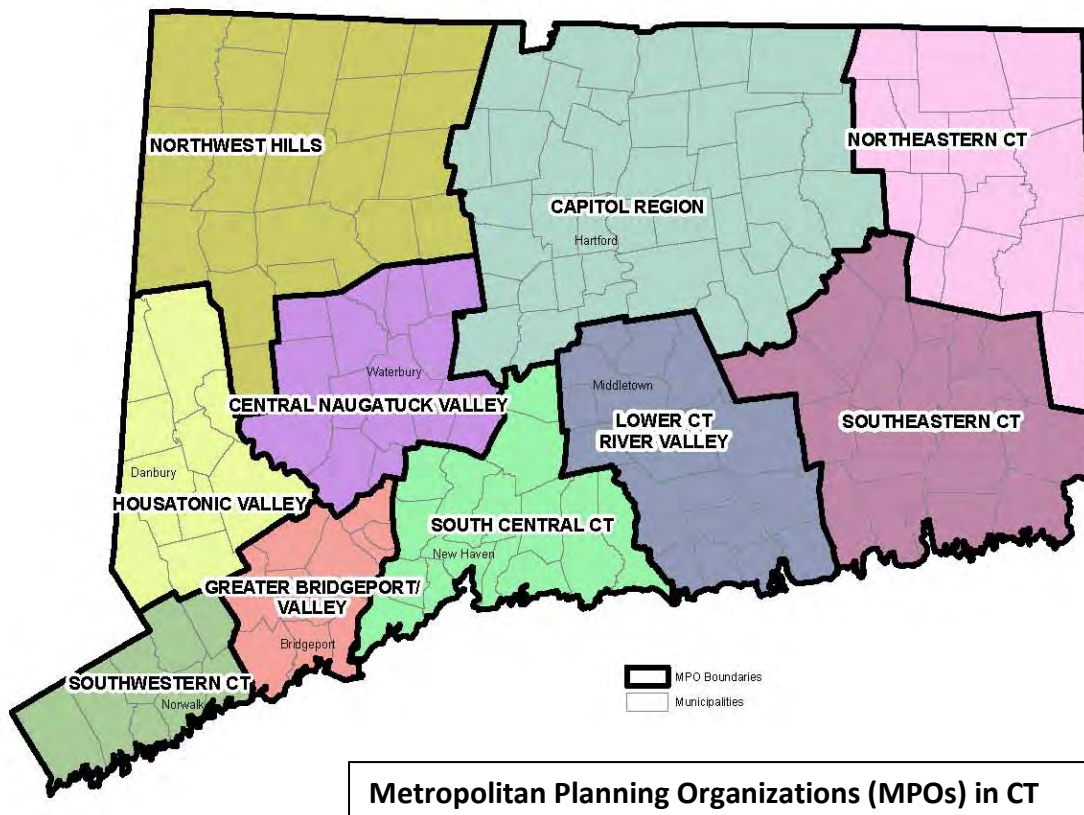 NORTHWEST HILLS
NORTHEASTERN CT
CAPITOL REGION
Hartford
Waterbury
CENTRAL NAUGATUCK VALLEY
Middletown
LOWER CT
RIVER VALLEY
SOUTHEASTERN CT
Danbury
HOUSATONIC VALLEY
SOUTH CENTRAL CT
New Haven
GREATER BRIDGEPORT/
VALLEY
Bridgeport
SOUTHWESTERN CT
Norwalk
MPO Boundaries
Municipalities
Metropolitan Planning Organizations (MPOs) in CT